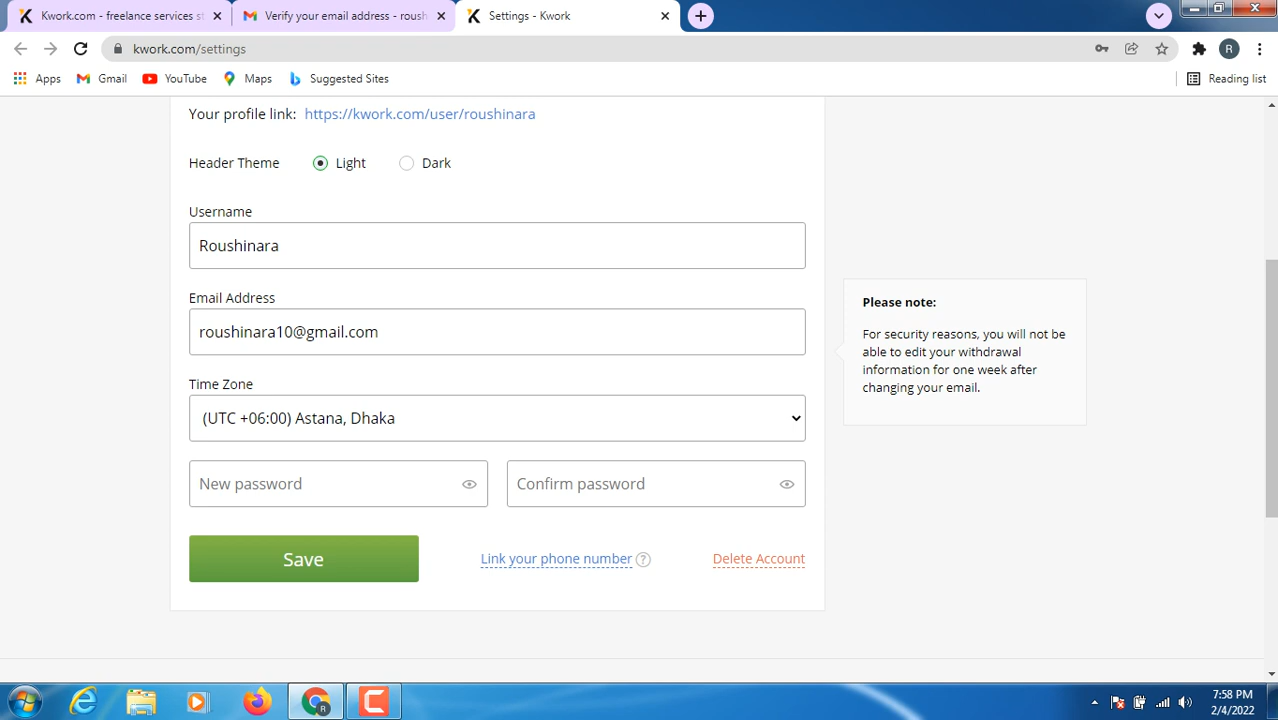 Kwork.com - freelance services st
Verify your email address - roush
Settings - Kwork
kwork.com/settings
R
Apps
Gmail
YouTube
Maps
Suggested Sites
Reading list
Your profile link: https://kwork.com/user/roushinara
Header Theme Light Dark
Username
Roushinara
Email Address
roushinara10@gmail.com
Please note:
For security reasons, you will not be
able to edit your withdrawal
information for one week after
changing your email.
Time Zone
(UTC +06:00) Astana, Dhaka
New password
Confirm password
Save
Link your phone number ?
Delete Account
7:58 PM
2/4/2022